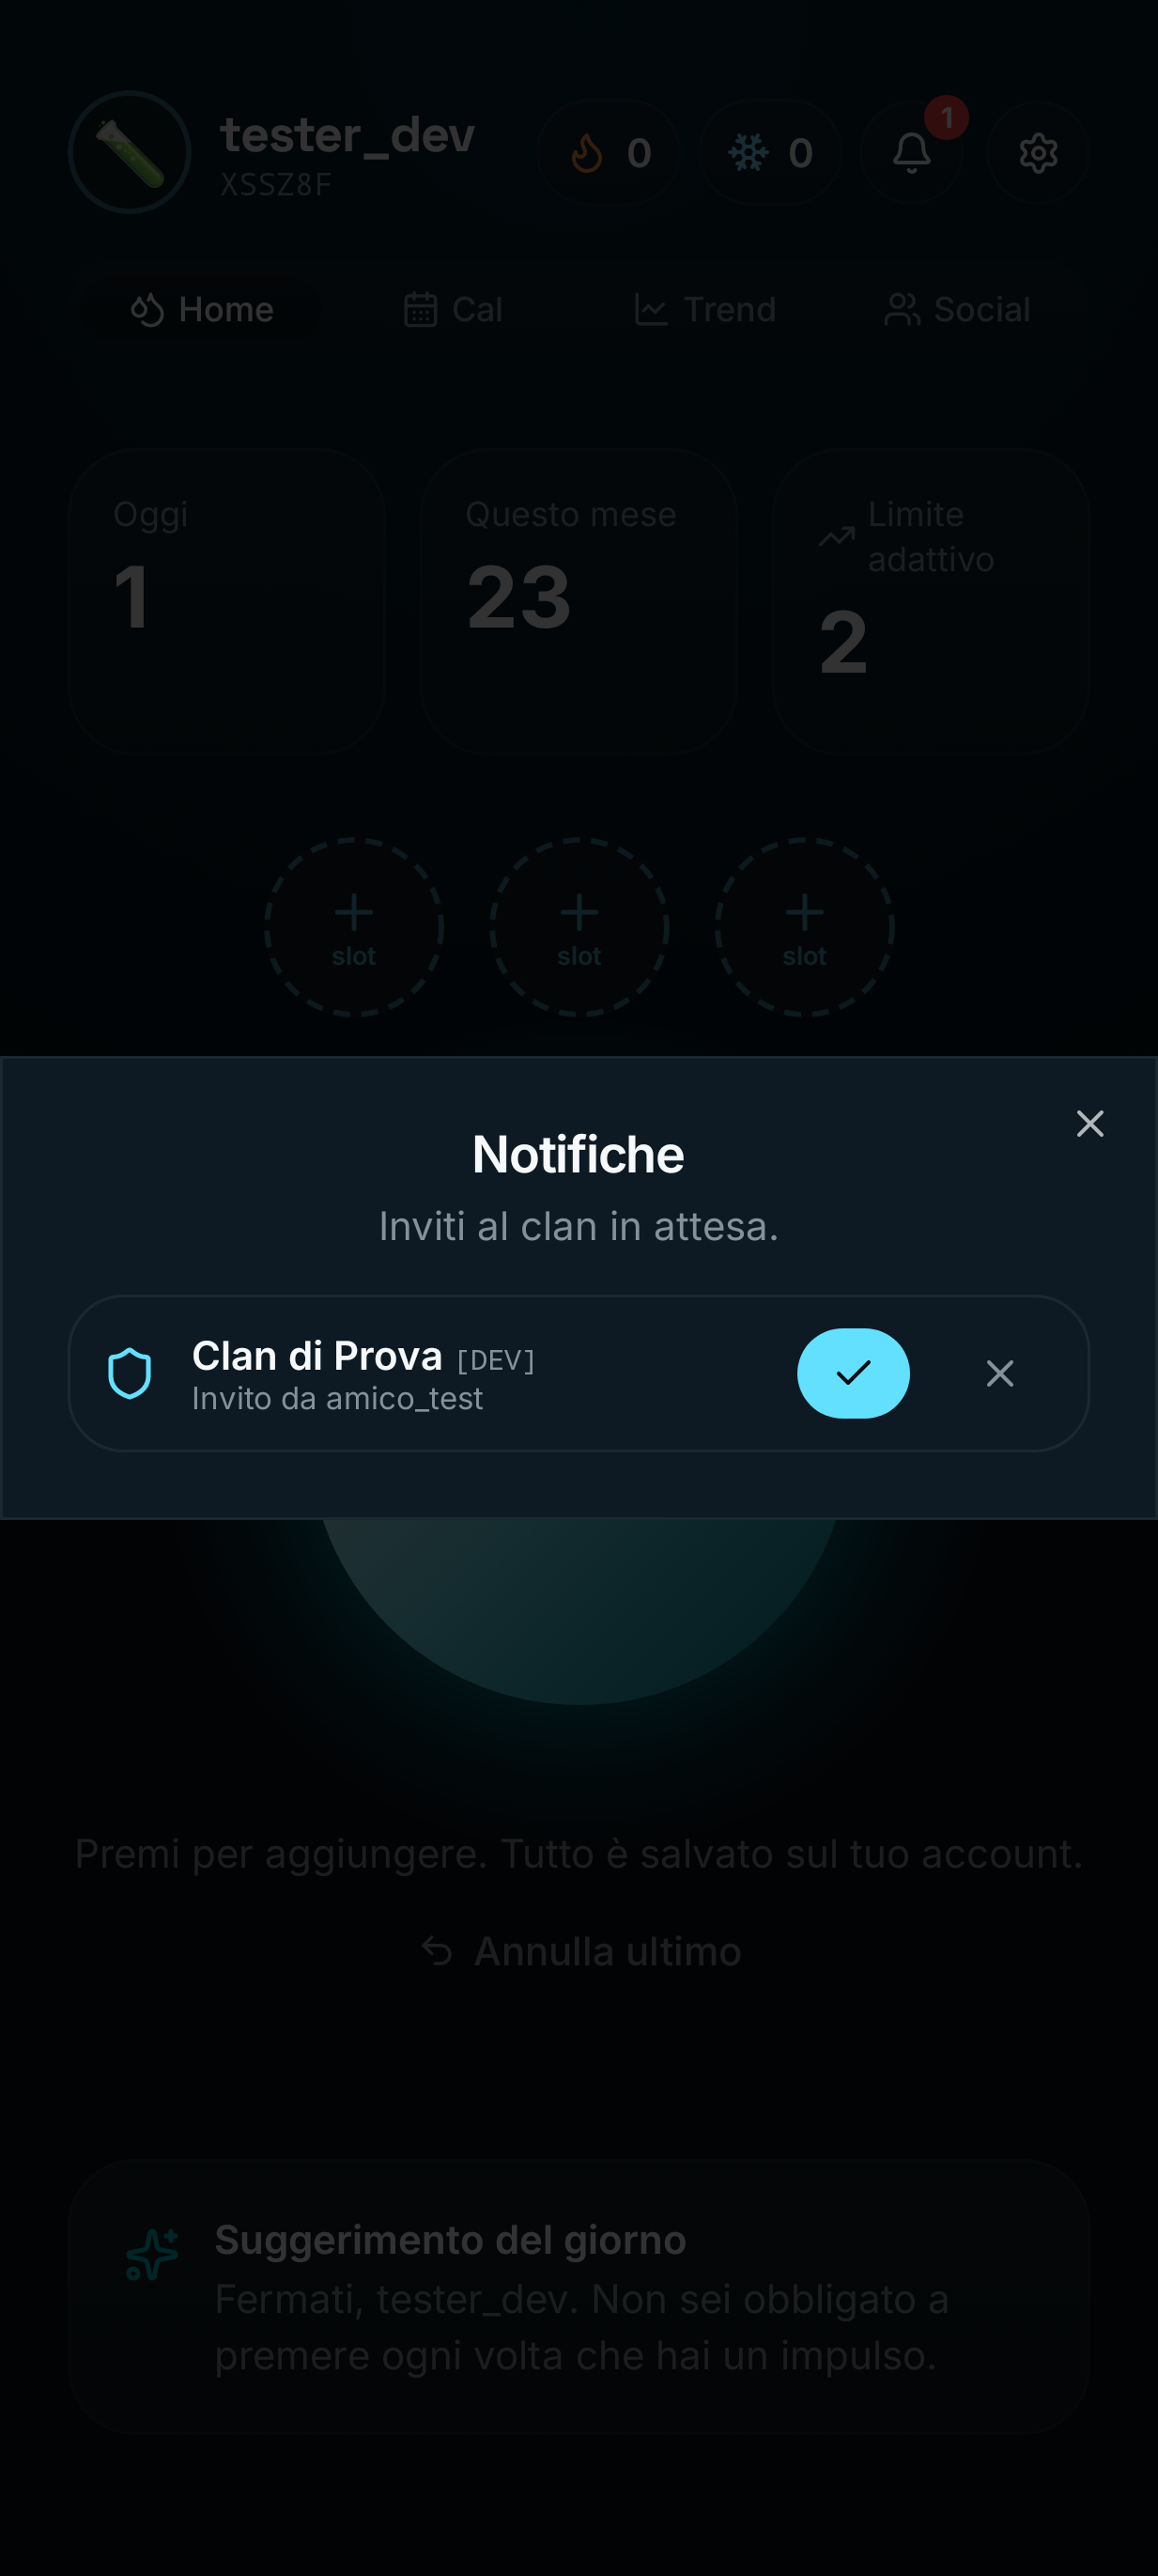 tester_dev
XSSZ8F
0
0
1
Home
Cal
Trend
Social
Oggi
1
Questo mese
23
Limite
adattivo
2
slot
slot
slot
Notifiche
Inviti al clan in attesa.
Clan di Prova [DEV]
Invito da amico_test
Premi per aggiungere. Tutto è salvato sul tuo account.
Annulla ultimo
Suggerimento del giorno
Fermati, tester_dev. Non sei obbligato a
premere ogni volta che hai un impulso.